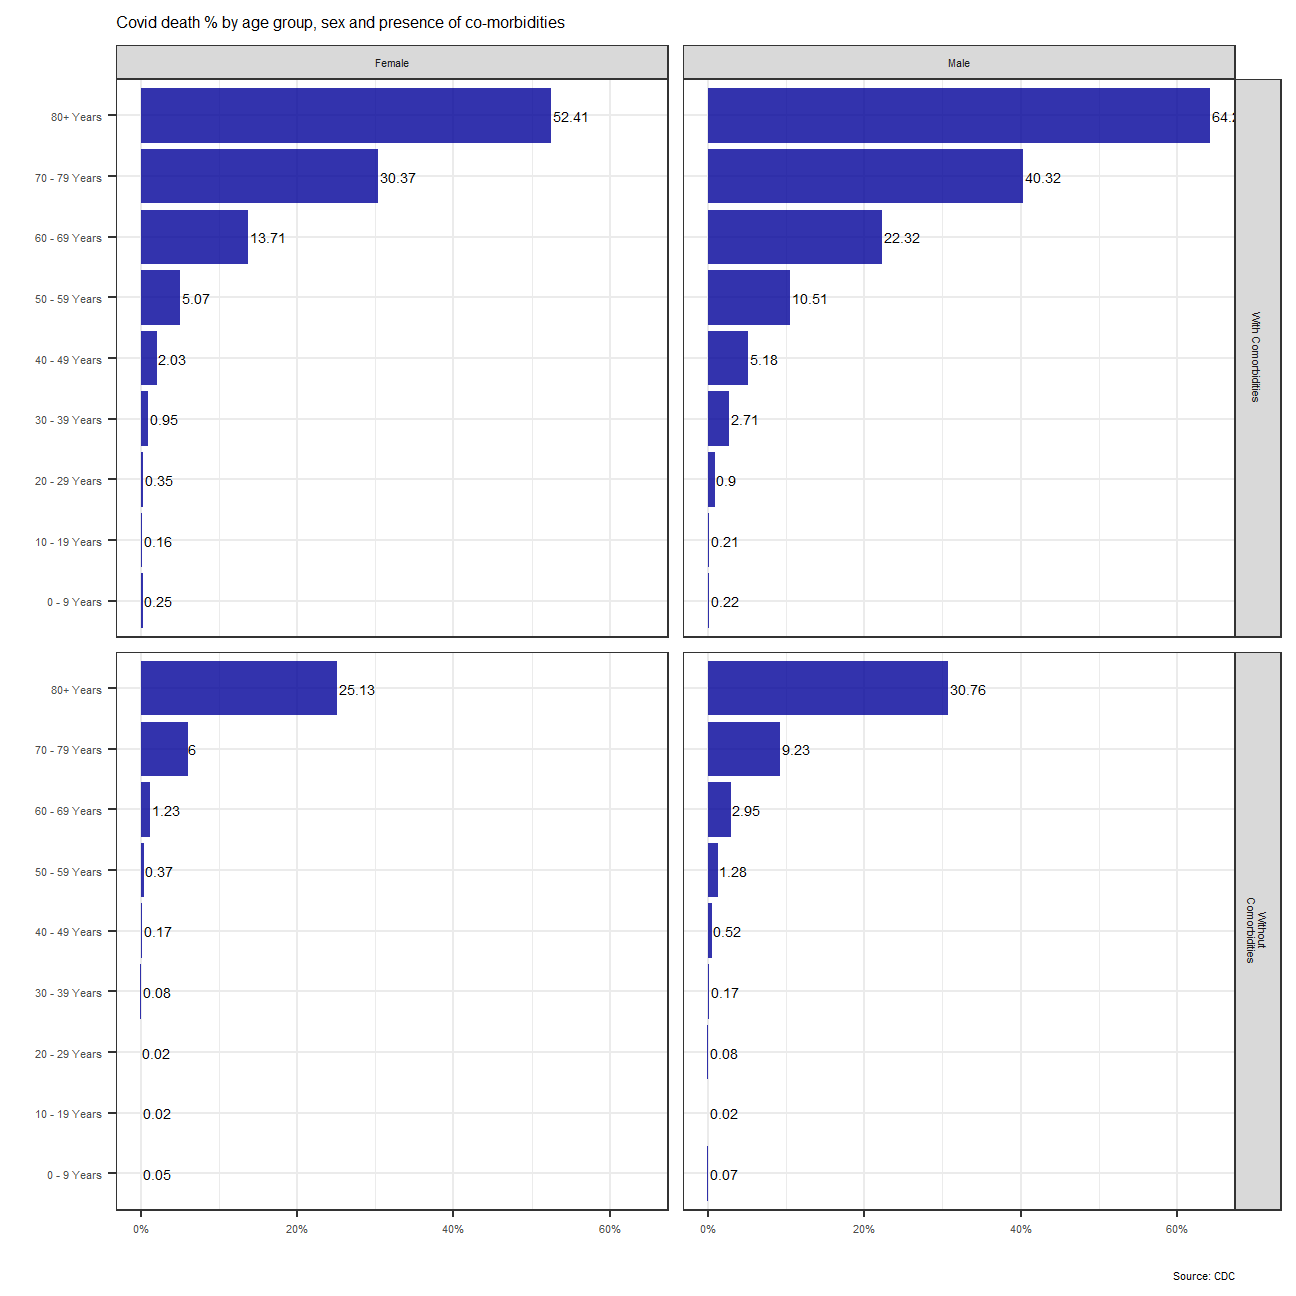 Covid death % by age group, sex and presence of co-morbidities
Female
Male
80+ Years
52.41
70 - 79 Years
30.37
60 - 69 Years
13.71
50 - 59 Years
5.07
40 - 49 Years
2.03
30 - 39 Years
0.95
20 - 29 Years
0.35
10 - 19 Years
0.16
0 - 9 Years
0.25
40.32
22.32
10.51
5.18
2.71
0.9
0.21
0.22
With Comorbidities
80+ Years
25.13
70 - 79 Years
6
60 - 69 Years
1.23
50 - 59 Years
0.37
40 - 49 Years
0.17
30 - 39 Years
0.08
20 - 29 Years
0.02
10 - 19 Years
0.02
0 - 9 Years
0.05
30.76
9.23
2.95
1.28
0.52
0.17
0.08
0.02
0.07
Without
Comorbidities
0%
20%
40%
60%
0%
20%
40%
60%
Source: CDC